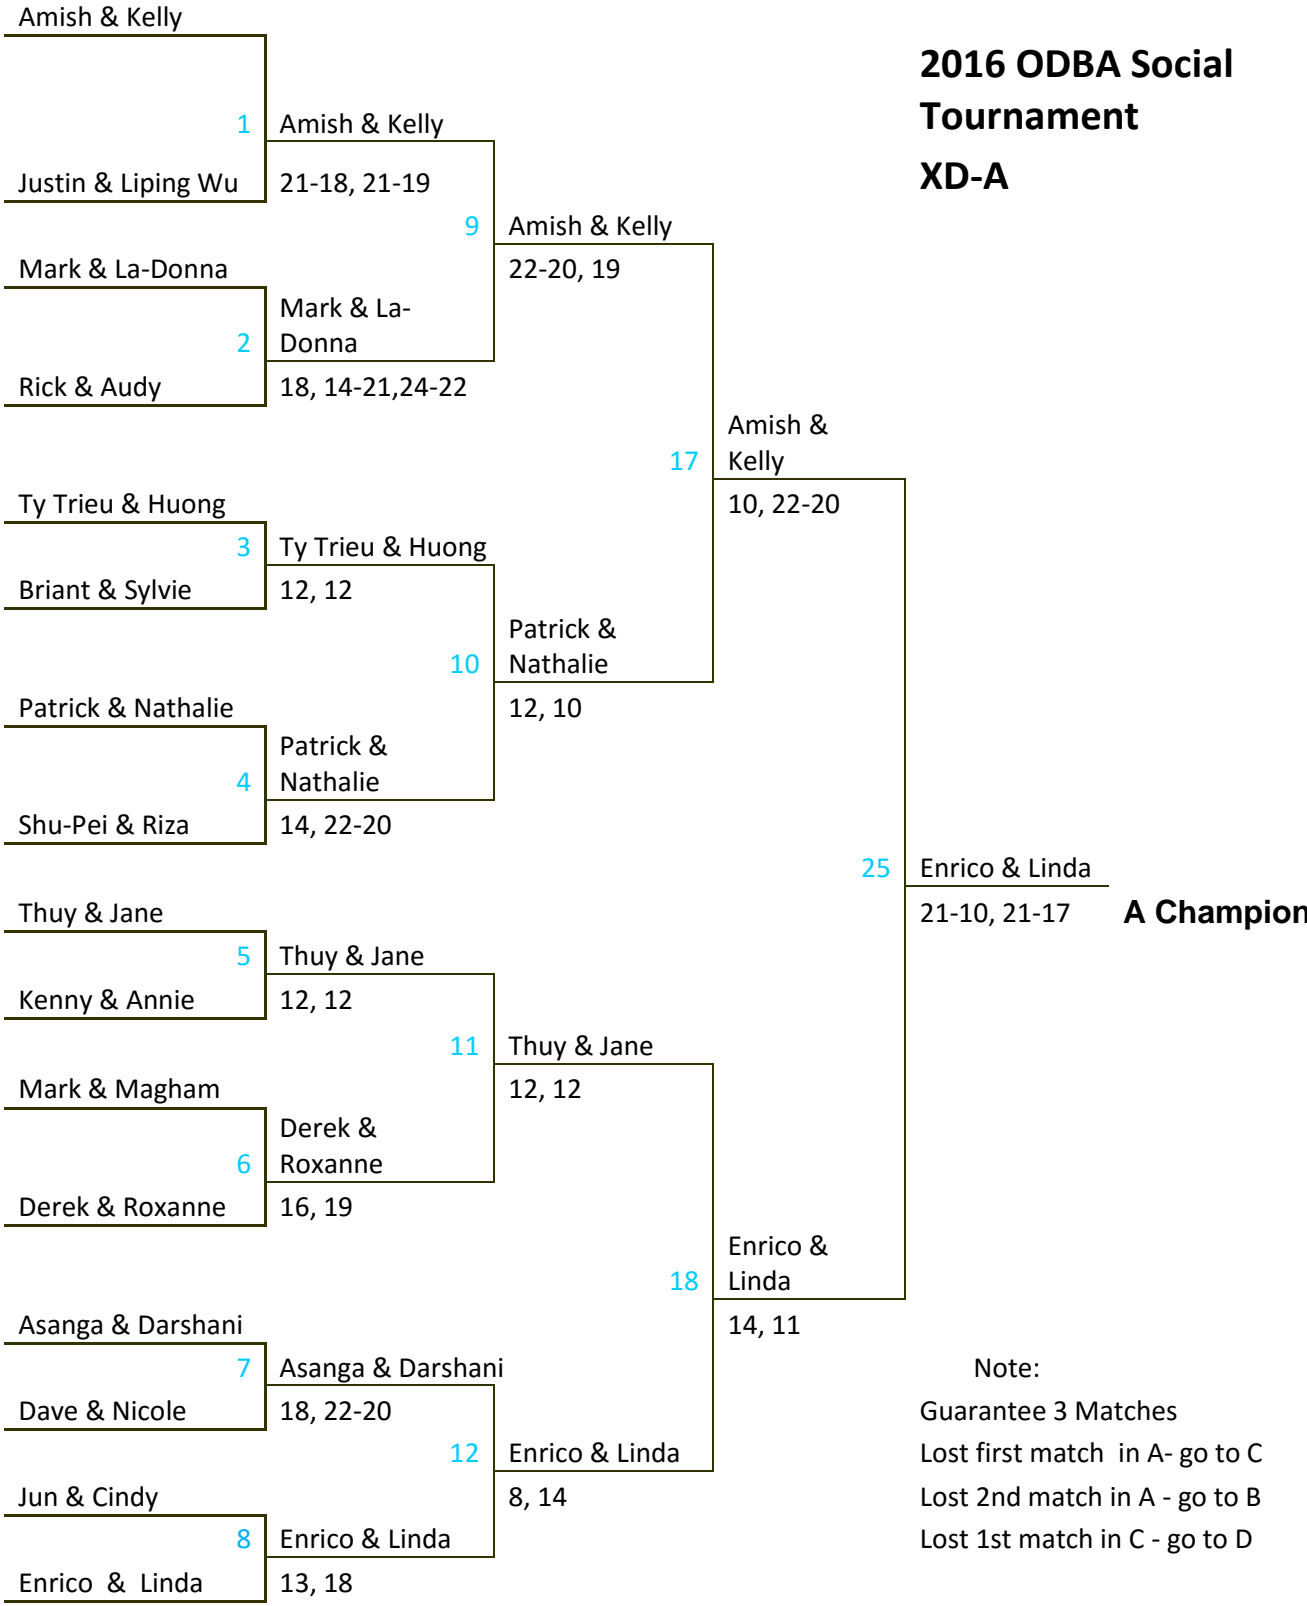 Amish & Kelly
2016 ODBA Social
Tournament
XD-A
1
Amish & Kelly
Justin & Liping Wu
21-18, 21-19
9
Amish & Kelly
Mark & La-Donna
22-20, 19
Mark & La-
Donna
2
Rick & Audy
18, 14-21,24-22
Amish &
Kelly
17
Ty Trieu & Huong
10, 22-20
3
Ty Trieu & Huong
Briant & Sylvie
12, 12
Patrick &
Nathalie
10
Patrick & Nathalie
12, 10
Patrick &
Nathalie
4
Shu-Pei & Riza
14, 22-20
25
Enrico & Linda
Thuy & Jane
21-10, 21-17
A Champion
5
Thuy & Jane
Kenny & Annie
12, 12
11
Thuy & Jane
Mark & Magham
12, 12
Derek &
Roxanne
6
Derek & Roxanne
16, 19
Enrico &
Linda
18
Asanga & Darshani
14, 11
7
Asanga & Darshani
Note:
Dave & Nicole
18, 22-20
Guarantee 3 Matches
12
Enrico & Linda
Lost first match  in A- go to C
Jun & Cindy
8, 14
Lost 2nd match in A - go to B
8
Enrico & Linda
Lost 1st match in C - go to D
Enrico  &  Linda
13, 18